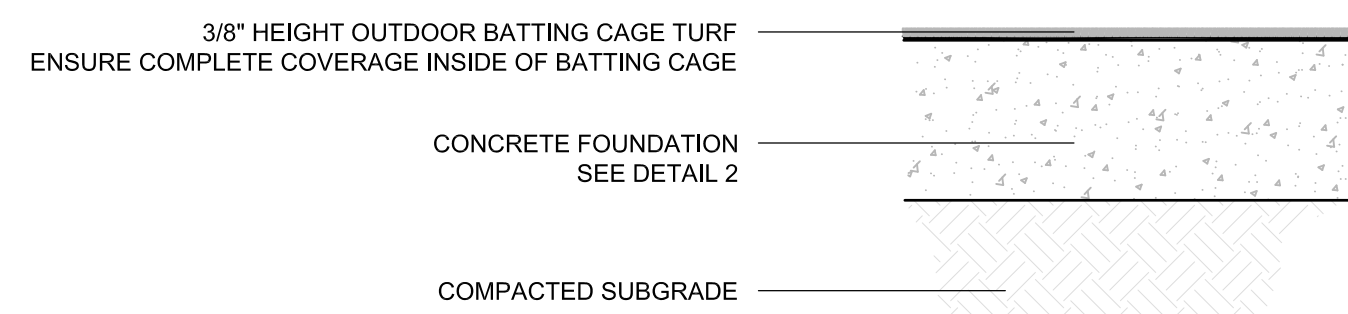 3/8" HEIGHT OUTDOOR BATTING CAGE TURF
ENSURE COMPLETE COVERAGE INSIDE OF BATTING CAGE
CONCRETE FOUNDATION
SEE DETAIL 2
COMPACTED SUBGRADE